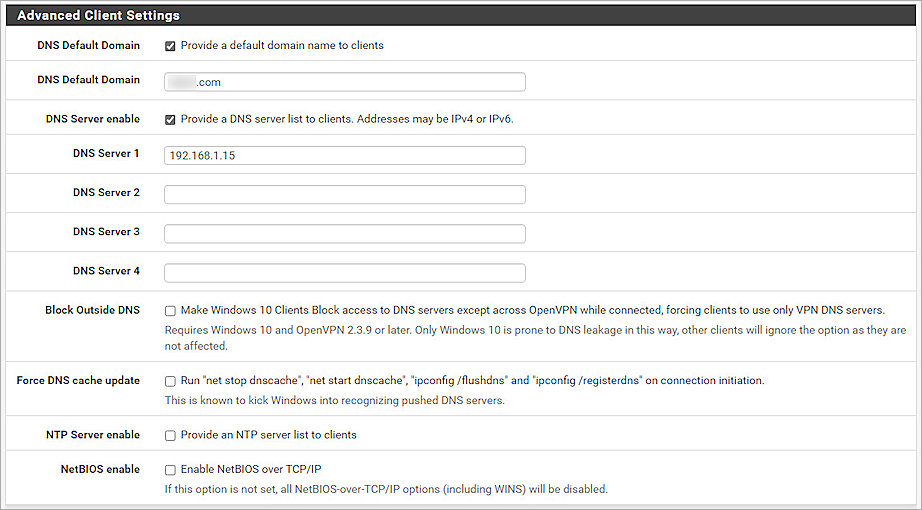 Advanced Client Settings
DNS Default Domain Provide a default domain name to clients
DNS Default Domain .com
DNS Server enable Provide a DNS server list to clients. Addresses may be IPv4 or IPv6.
DNS Server 1 192.168.1.15
DNS Server 2
DNS Server 3
DNS Server 4
Block Outside DNS Make Windows 10 Clients Block access to DNS servers except across OpenVPN while connected, forcing clients to use only VPN DNS servers.
Requires Windows 10 and OpenVPN 2.3.9 or later. Only Windows 10 is prone to DNS leakage in this way, other clients will ignore the option as they are
not affected.
Force DNS cache update Run "net stop dnscache", "net start dnscache", "ipconfig /flushdns" and "ipconfig /registerdns" on connection initiation.
This is known to kick Windows into recognizing pushed DNS servers.
NTP Server enable Provide an NTP server list to clients
NetBIOS enable Enable NetBIOS over TCP/IP
If this option is not set, all NetBIOS-over-TCP/IP options (including WINS) will be disabled.